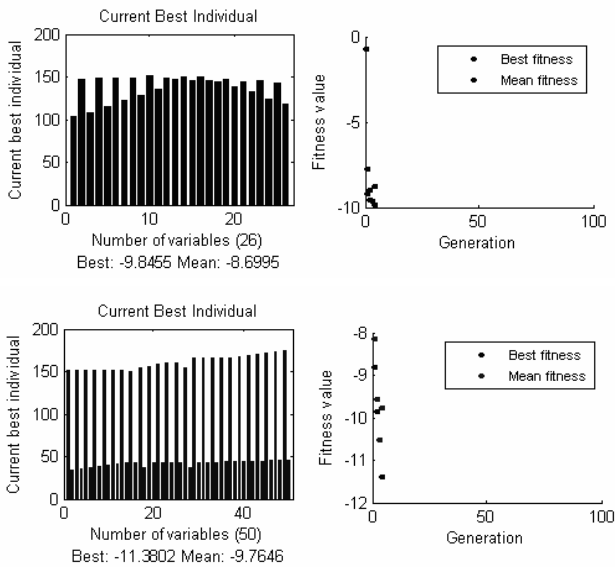 Current Best Individual
200
150
100
50
0
0 10 20
Current best individual
Number of variables (26)
Best: -9.8455 Mean: -8.6995
0
-5
-10
0 50 100
Fitness value
Generation
Best fitness
Mean fitness
Current Best Individual
200
150
100
50
0
0 20 40
Current best individual
Number of variables (50)
Best: -11.3802 Mean: -9.7646
-8
-9
-10
-11
-12
0 50 100
Fitness value
Generation
Best fitness
Mean fitness